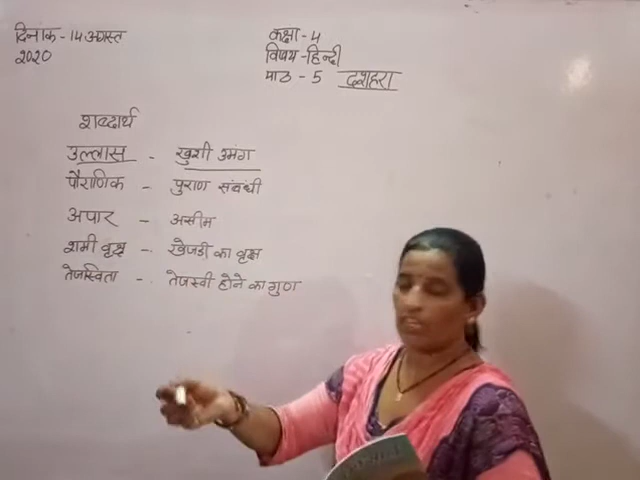 दिनांक - 14 अगस्त
2020
कक्षा - 4
विषय - हिन्दी
पाठ - 5 दशहरा
शब्दार्थ
उल्लास - खुशी उमंग
पौराणिक - पुराण संबंधी
अपार - असीम
शमी वृक्ष - खेजडी का वृक्ष
तेजस्विता - तेजस्वी होने का गुण